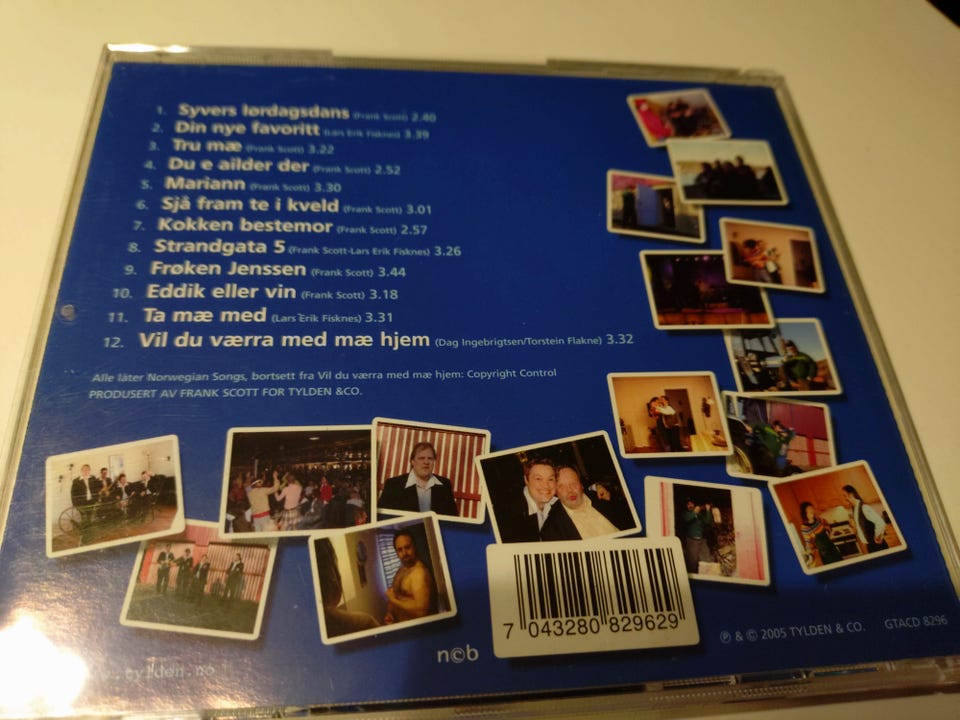 1. Syvers lørdagsdans (Frank Scott) 2.40
2. Din nye favoritt (Lars Erik Fisknes) 3.39
3. Tru mæ (Frank Scott) 3.22
4. Du e ailder der (Frank Scott) 2.52
5. Mariann (Frank Scott) 3.30
6. Sjå fram te i kveld (Frank Scott) 3.01
7. Kokken bestemor (Frank Scott) 2.57
8. Strandgata 5 (Frank Scott-Lars Erik Fisknes) 3.26
9. Frøken Jenssen (Frank Scott) 3.44
10. Eddik eller vin (Frank Scott) 3.18
11. Ta mæ med (Lars Erik Fisknes) 3.31
12. Vil du værra med mæ hjem (Dag Ingebrigtsen/Torstein Flakne) 3.32
Alle låter Norwegian Songs, bortsett fra Vil du værra med mæ hjem: Copyright Control
PRODUSERT AV FRANK SCOTT FOR TYLDEN &CO.
7 043280 829629
n©b
℗ & © 2005 TYLDEN & CO. GTACD 8296
w.tylden.no